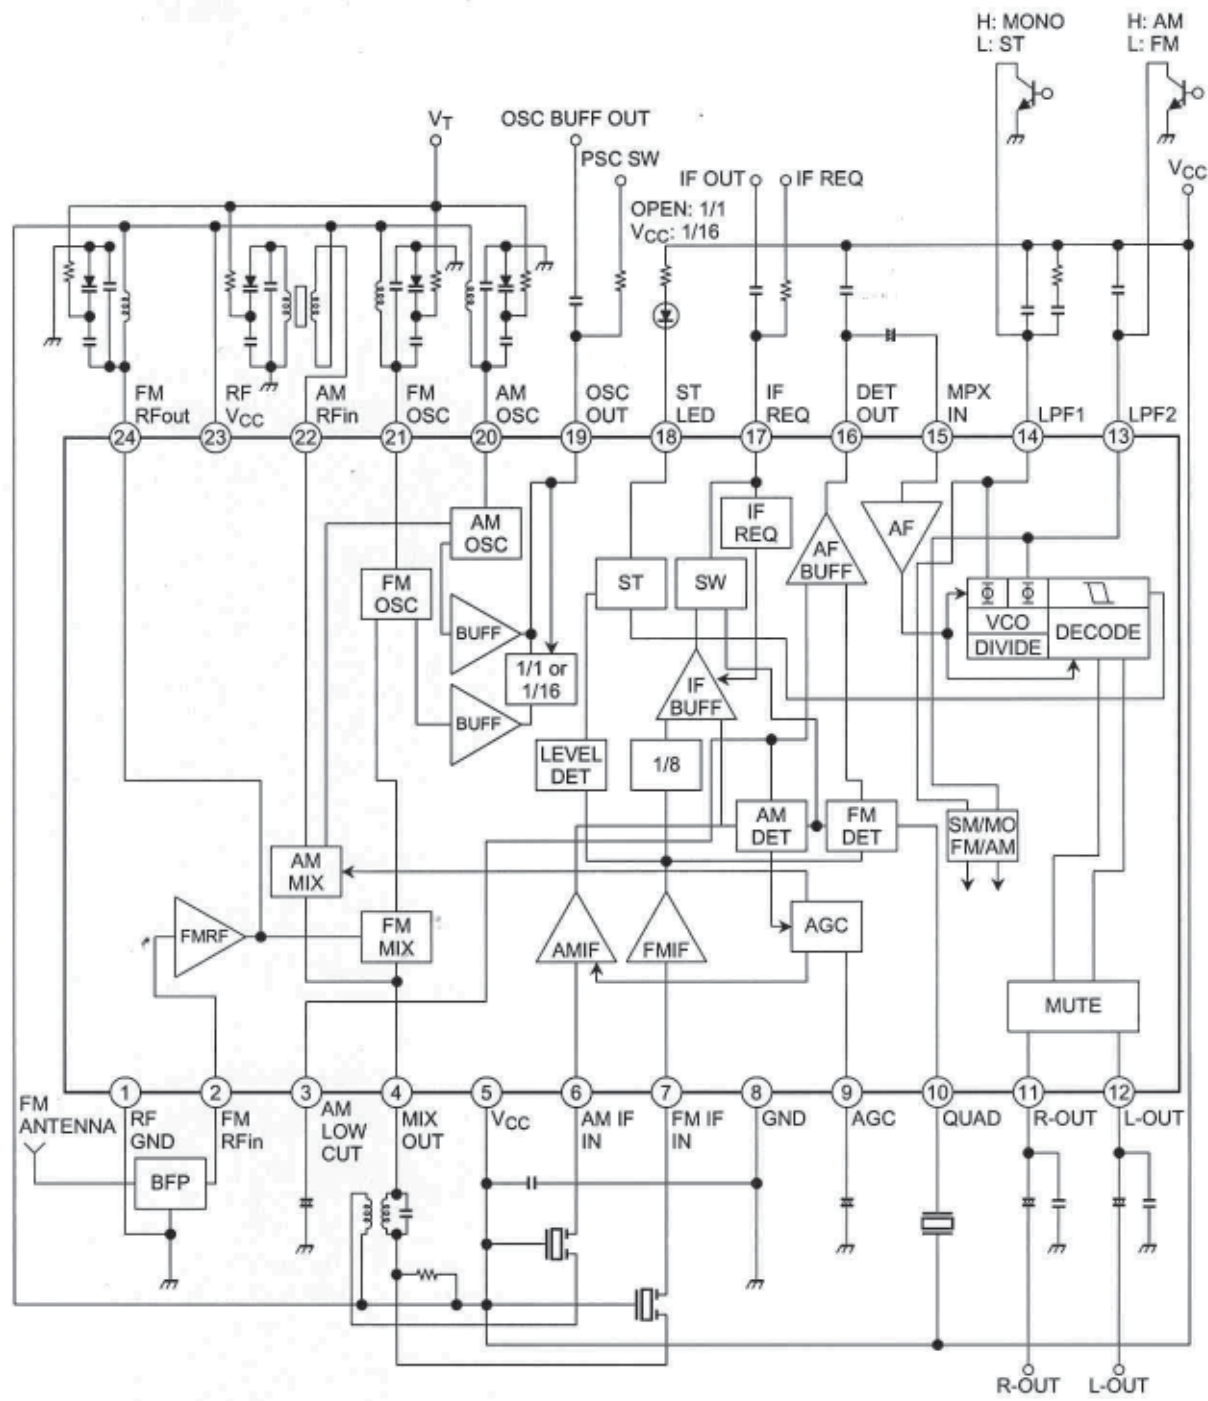 H: MONO
L: ST
H: AM
L: FM
VT
OSC BUFF OUT
PSC SW
IF OUT
IF REQ
VCC
OPEN: 1/1
VCC: 1/16
FM
RFout
RF
VCC
AM
RFin
FM
OSC
AM
OSC
OSC
OUT
ST
LED
IF
REQ
DET
OUT
MPX
IN
LPF1
LPF2
24
23
22
21
20
19
18
17
16
15
14
13
AM
OSC
IF
REQ
AF
AF
BUFF
FM
OSC
ST
SW
VCO
DIVIDE
DECODE
BUFF
1/1 or
1/16
IF
BUFF
BUFF
LEVEL
DET
1/8
AM
DET
FM
DET
SM/MO
FM/AM
AM
MIX
FMRF
FM
MIX
AMIF
FMIF
AGC
MUTE
1
2
3
4
5
6
7
8
9
10
11
12
FM
ANTENNA
RF
GND
FM
RFin
AM
LOW
CUT
MIX
OUT
VCC
AM IF
IN
FM IF
IN
GND
AGC
QUAD
R-OUT
L-OUT
BFP
R-OUT
L-OUT